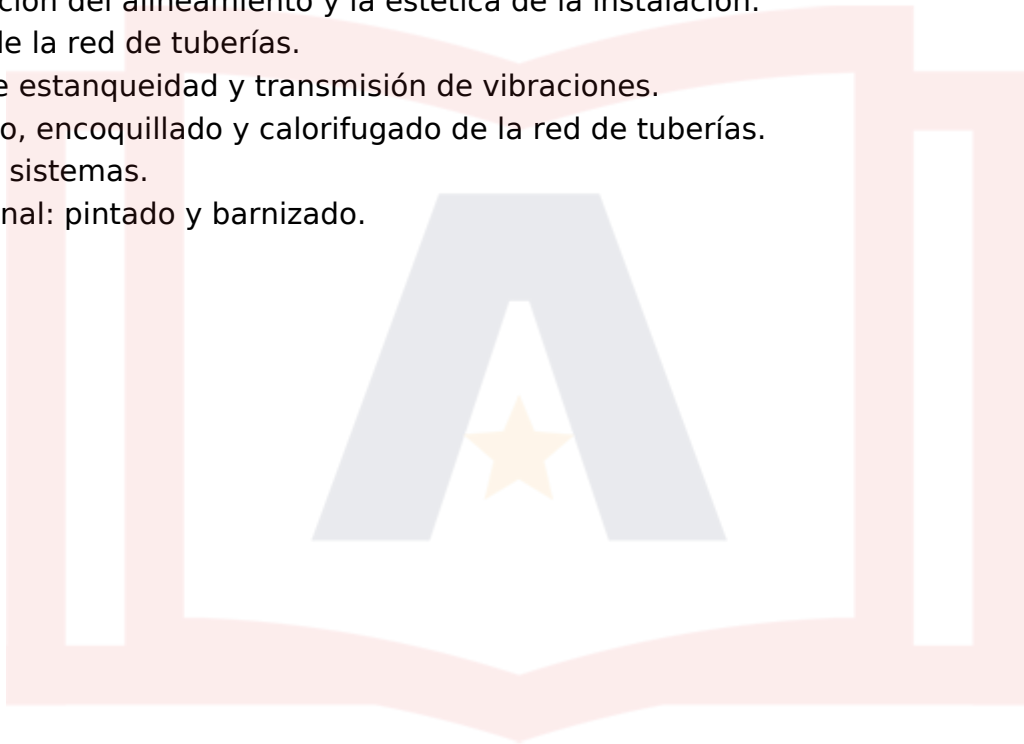 ción del alineamiento y la estética de la instalación.
de la red de tuberías.
e estanqueidad y transmisión de vibraciones.
o, encoquillado y calorifugado de la red de tuberías.
sistemas.
nal: pintado y barnizado.